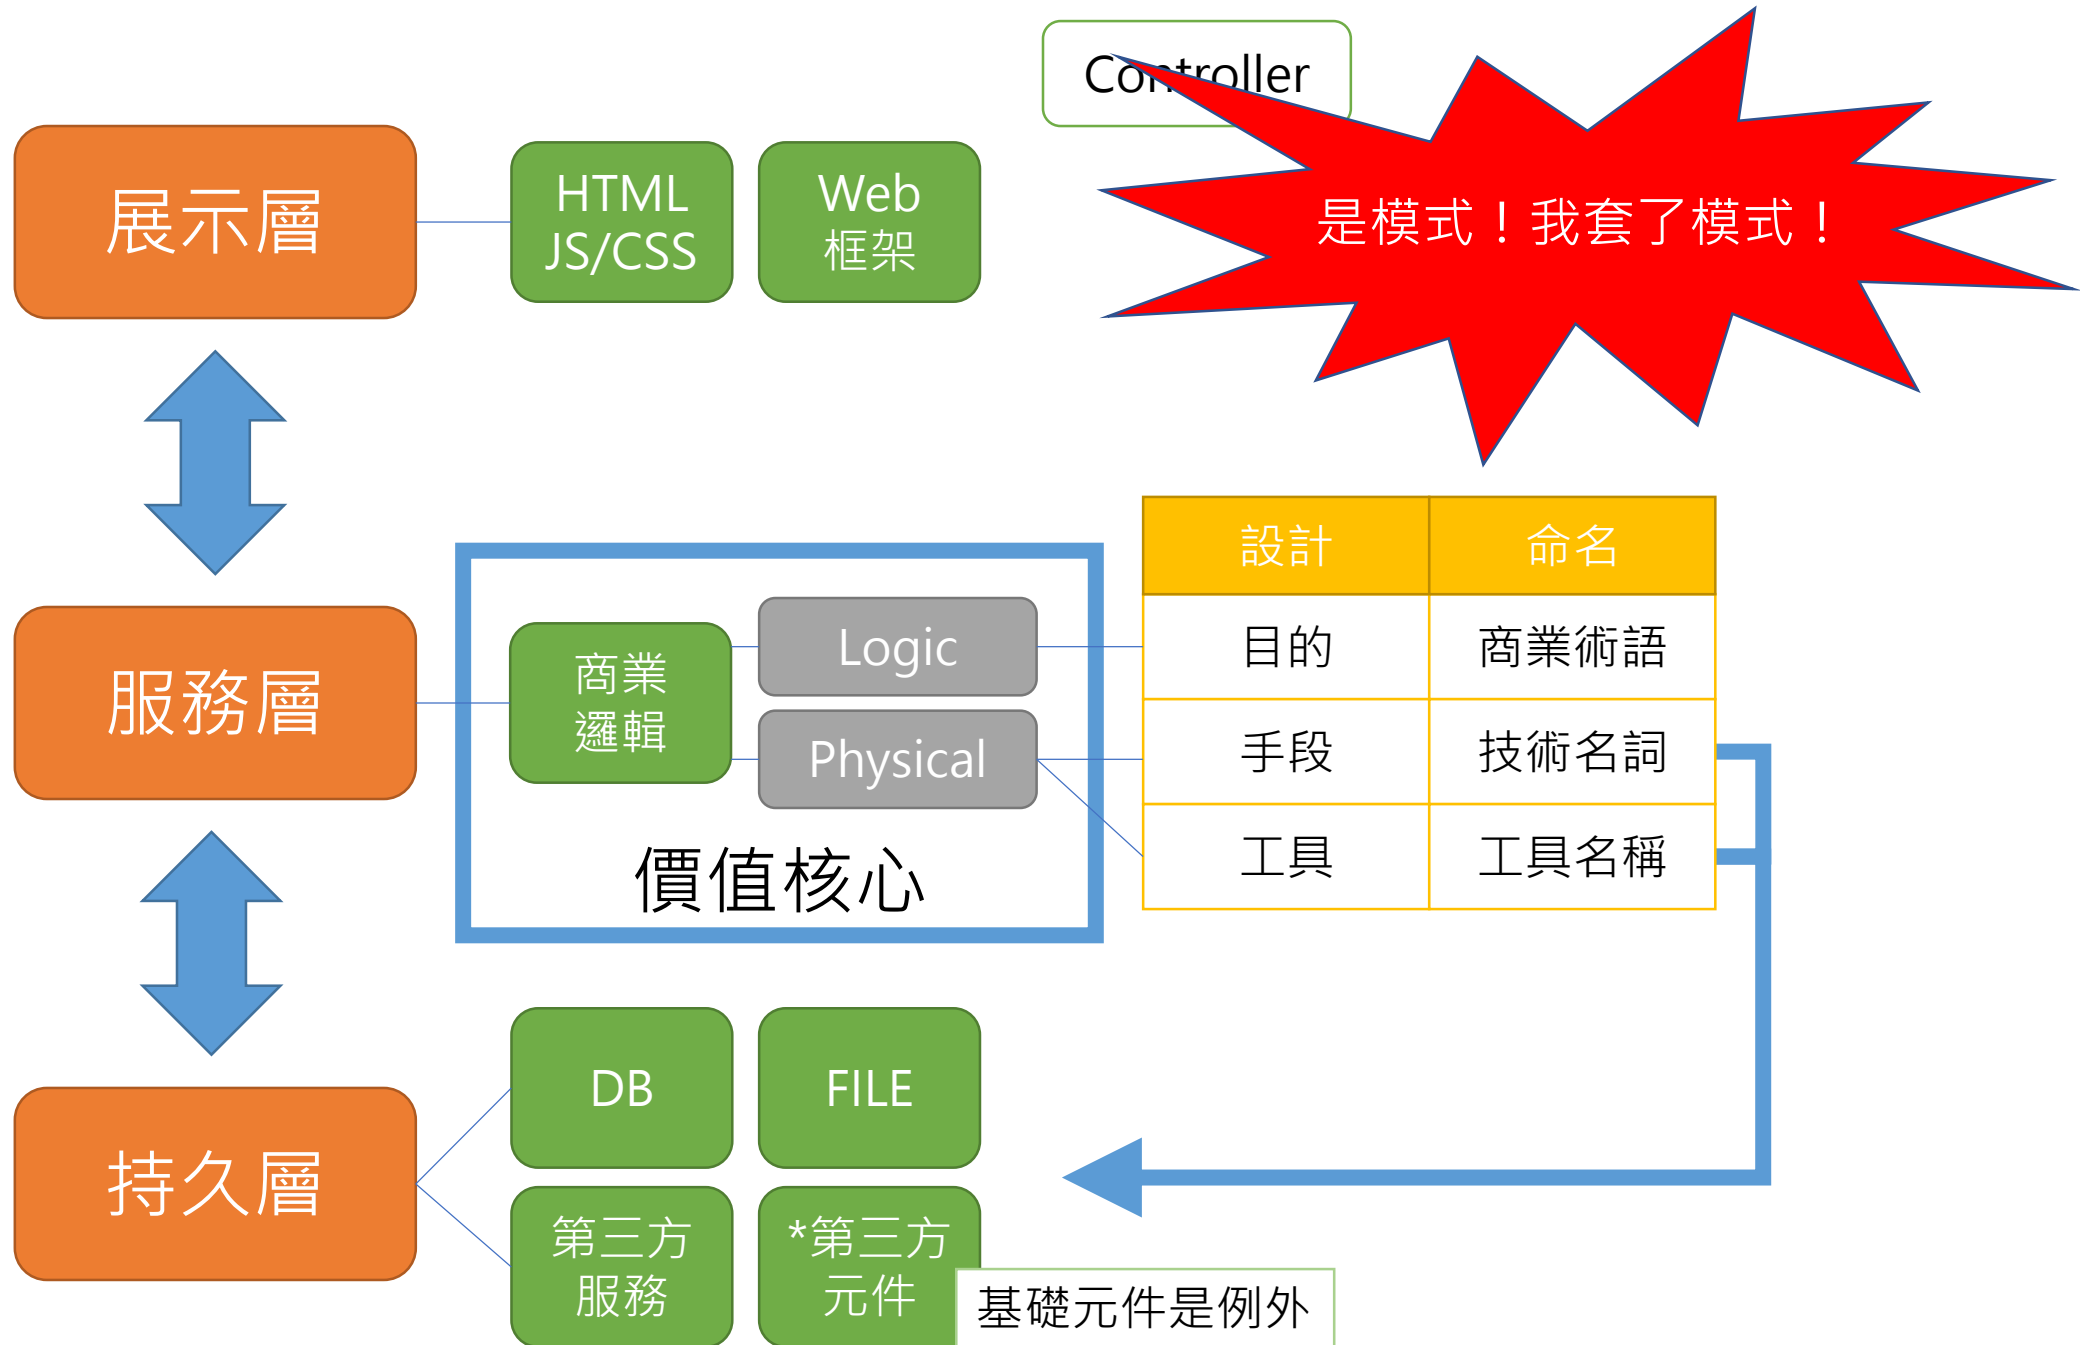 Controller
展示層
HTML
JS/CSS
Web
框架
是模式！我套了模式！
設計
命名
服務層
商業
邏輯
Logic
Physical
價值核心
目的
商業術語
手段
技術名詞
工具
工具名稱
持久層
DB
FILE
第三方
服務
*第三方
元件
基礎元件是例外